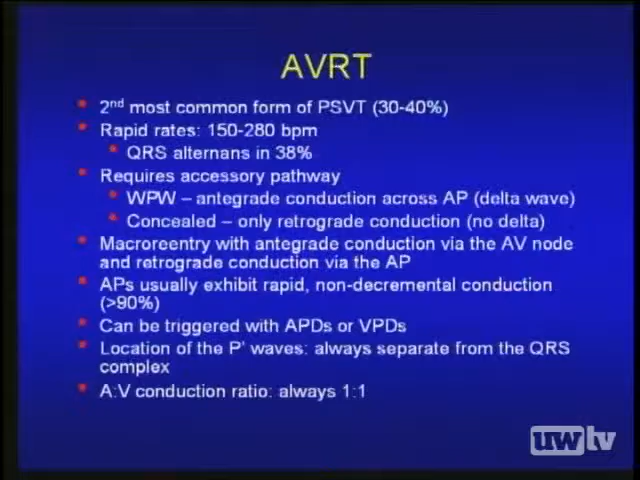 AVRT
2nd most common form of PSVT (30-40%)
Rapid rates: 150-280 bpm
QRS alternans in 38%
Requires accessory pathway
WPW – antegrade conduction across AP (delta wave)
Concealed – only retrograde conduction (no delta)
Macroreentry with antegrade conduction via the AV node
and retrograde conduction via the AP
APs usually exhibit rapid, non-decremental conduction
(>90%)
Can be triggered with APDs or VPDs
Location of the P' waves: always separate from the QRS
complex
A:V conduction ratio: always 1:1
uwtv